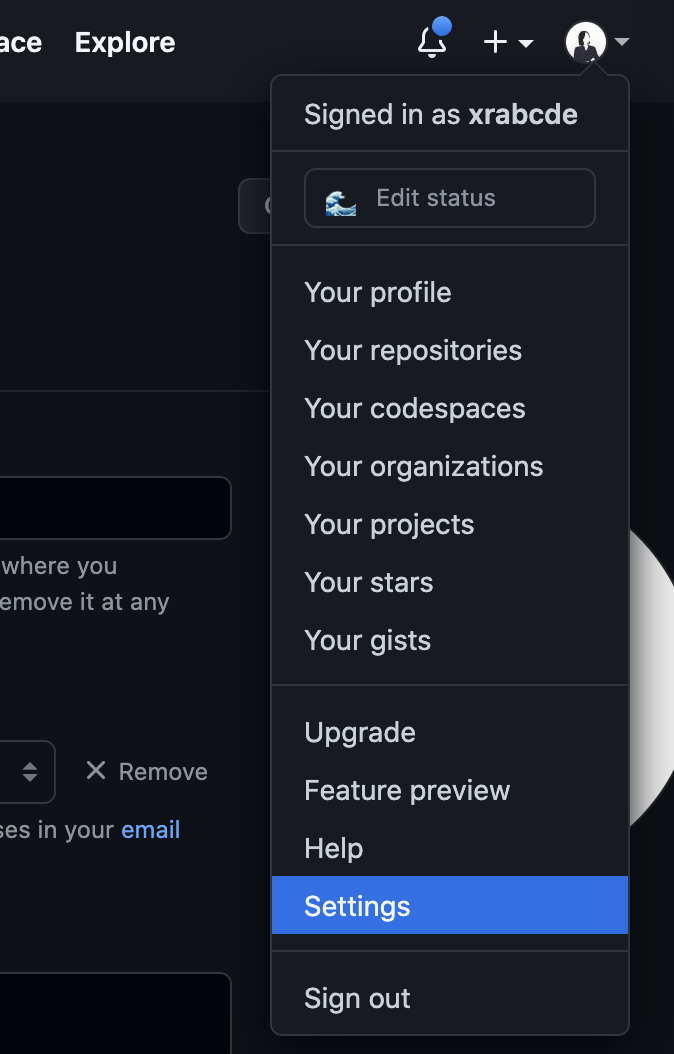 ace Explore
Signed in as xrabcde
Edit status
Your profile
Your repositories
Your codespaces
Your organizations
Your projects
where you
emove it at any
Your stars
Your gists
Upgrade
Remove
Feature preview
ses in your email
Help
Settings
Sign out